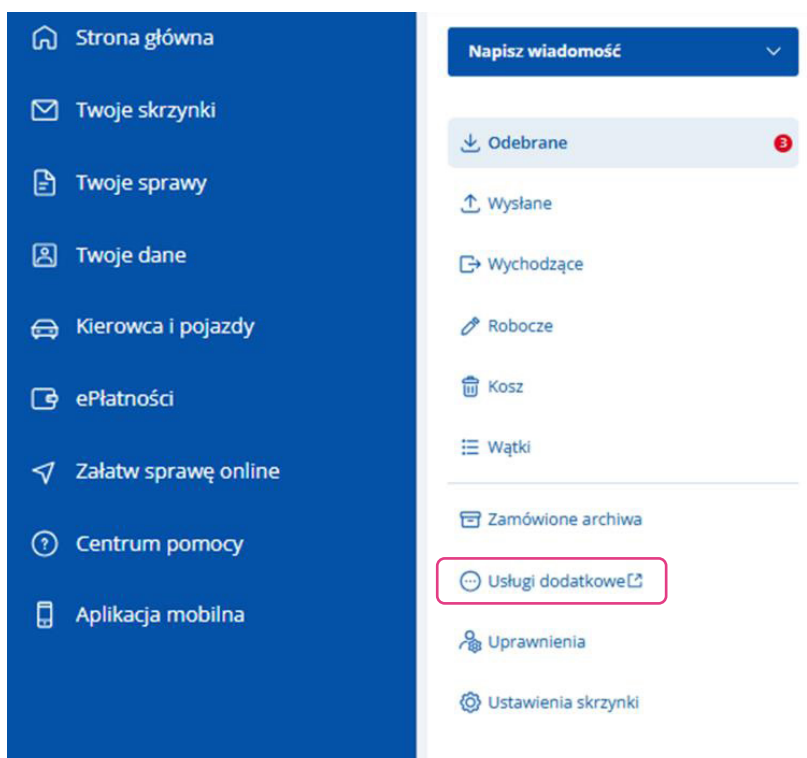 Strona główna
Twoje skrzynki
Twoje sprawy
Twoje dane
Kierowca i pojazdy
ePłatności
Załatw sprawę online
Centrum pomocy
Aplikacja mobilna
Napisz wiadomość
Odebrane 3
Wysłane
Wychodzące
Robocze
Kosz
Wątki
Zamówione archiwa
Usługi dodatkowe
Uprawnienia
Ustawienia skrzynki